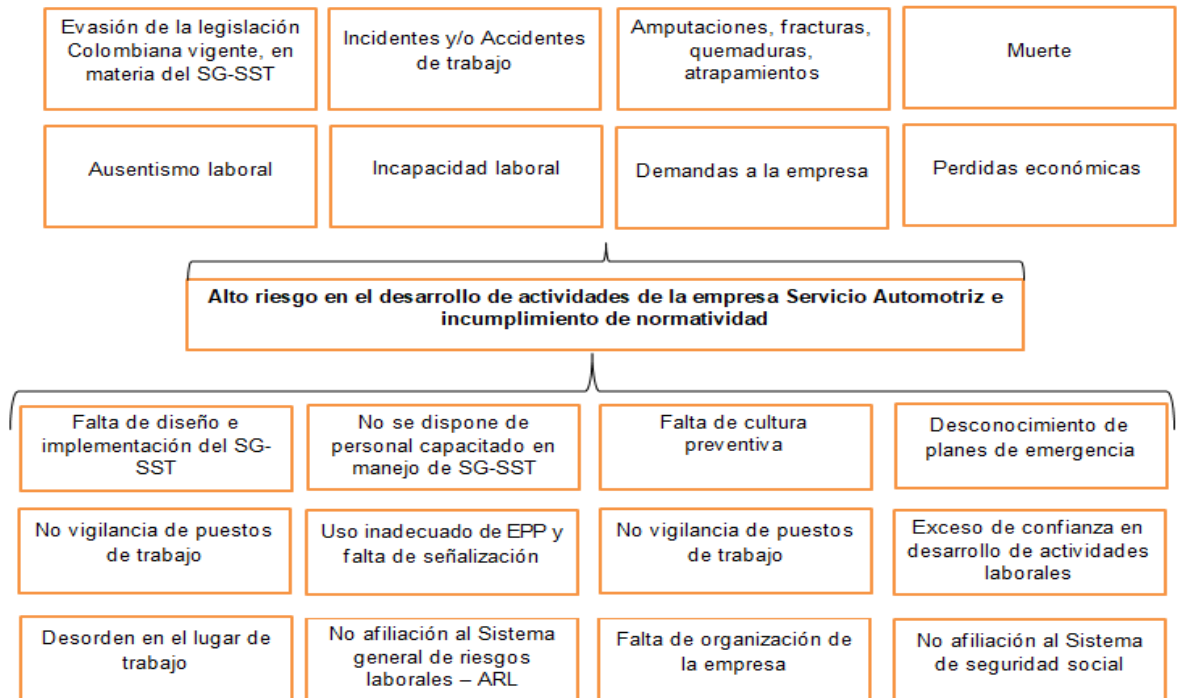 Evasión de la legislación
Colombiana vigente, en
materia del SG-SST
Incidentes y/o Accidentes
de trabajo
Amputaciones, fracturas,
quemaduras,
atrapamientos
Muerte
Ausentismo laboral
Incapacidad laboral
Demandas a la empresa
Perdidas económicas
Alto riesgo en el desarrollo de actividades de la empresa Servicio Automotriz e
incumplimiento de normatividad
Falta de diseño e
implementación del SG-
SST
No se dispone de
personal capacitado en
manejo de SG-SST
Falta de cultura
preventiva
Desconocimiento de
planes de emergencia
No vigilancia de puestos
de trabajo
Uso inadecuado de EPP y
falta de señalización
No vigilancia de puestos
de trabajo
Exceso de confianza en
desarrollo de actividades
laborales
Desorden en el lugar de
trabajo
No afiliación al Sistema
general de riesgos
laborales – ARL
Falta de organización de
la empresa
No afiliación al Sistema
de seguridad social